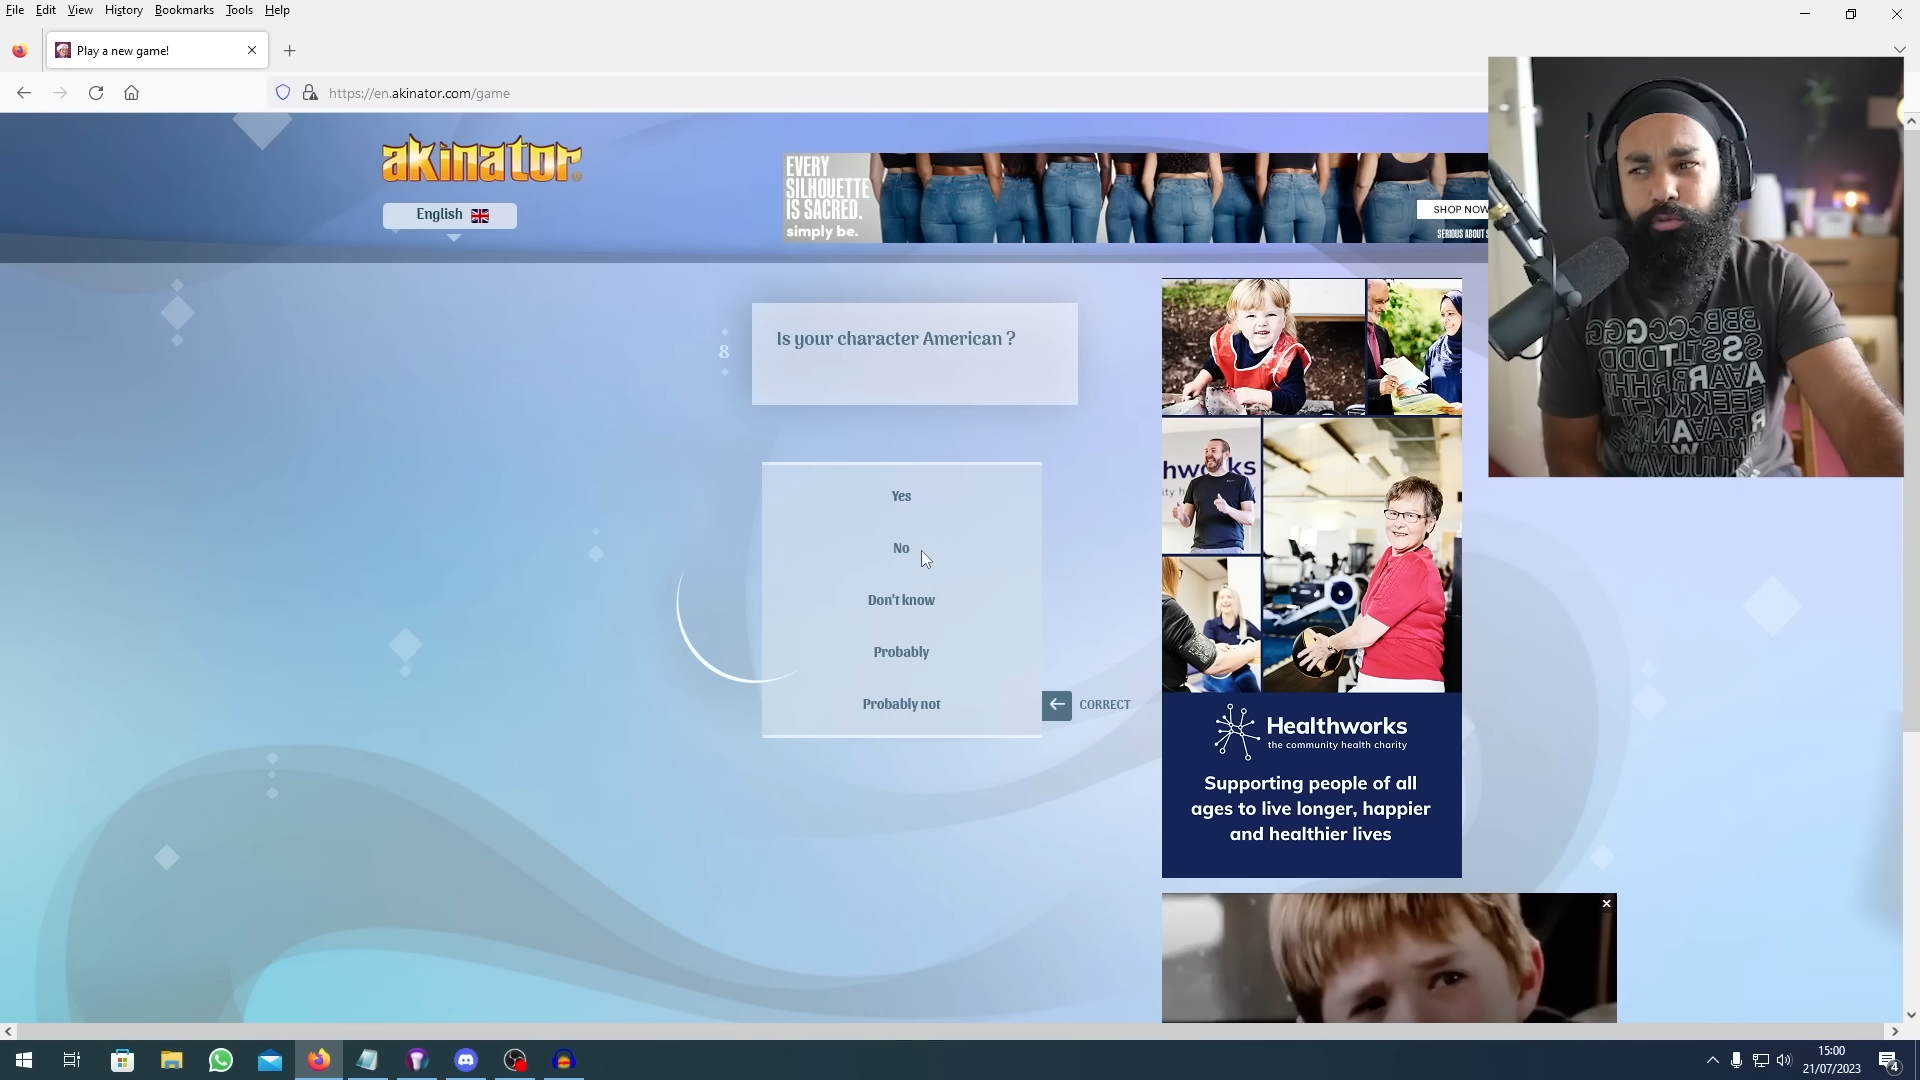 File Edit View History Bookmarks Tools Help
Play a new game!
https://en.akinator.com/game
akinator
English
EVERY
SILHOUETTE
IS SACRED.
simply be.
SHOP NOW
SERIOUS ABOUT
8
Is your character American ?
Yes
No
Don't know
Probably
Probably not
CORRECT
Healthworks
the community health charity
Supporting people of all
ages to live longer, happier
and healthier lives
15:00
21/07/2023
4